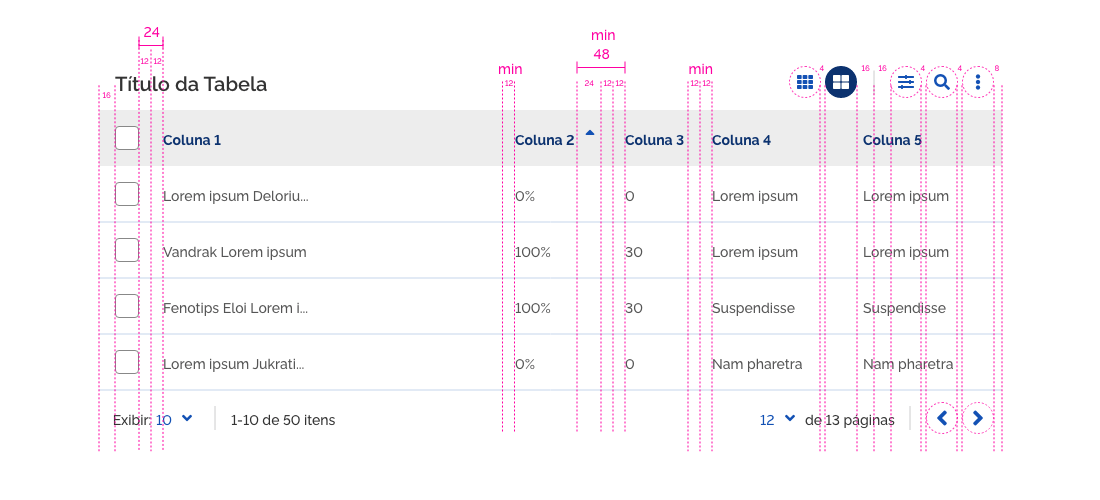 24
min
48
min
min
12 12
12
24 12 12
12 12
4 16 16 4 4 8
Título da Tabela
16
Coluna 1 Coluna 2 Coluna 3 Coluna 4 Coluna 5
Lorem ipsum Deloriu... 0% 0 Lorem ipsum Lorem ipsum
Vandrak Lorem ipsum 100% 30 Lorem ipsum Lorem ipsum
Fenotips Eloi Lorem i... 100% 30 Suspendisse Suspendisse
Lorem ipsum Jukrati... 0% 0 Nam pharetra Nam pharetra
Exibir: 10 1-10 de 50 itens 12 de 13 páginas